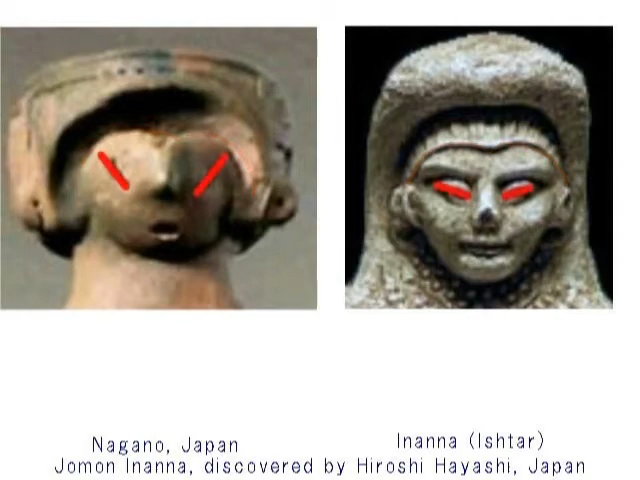 Nagano, Japan
Inanna (Ishtar)
Jomon Inanna, discovered by Hiroshi Hayashi, Japan